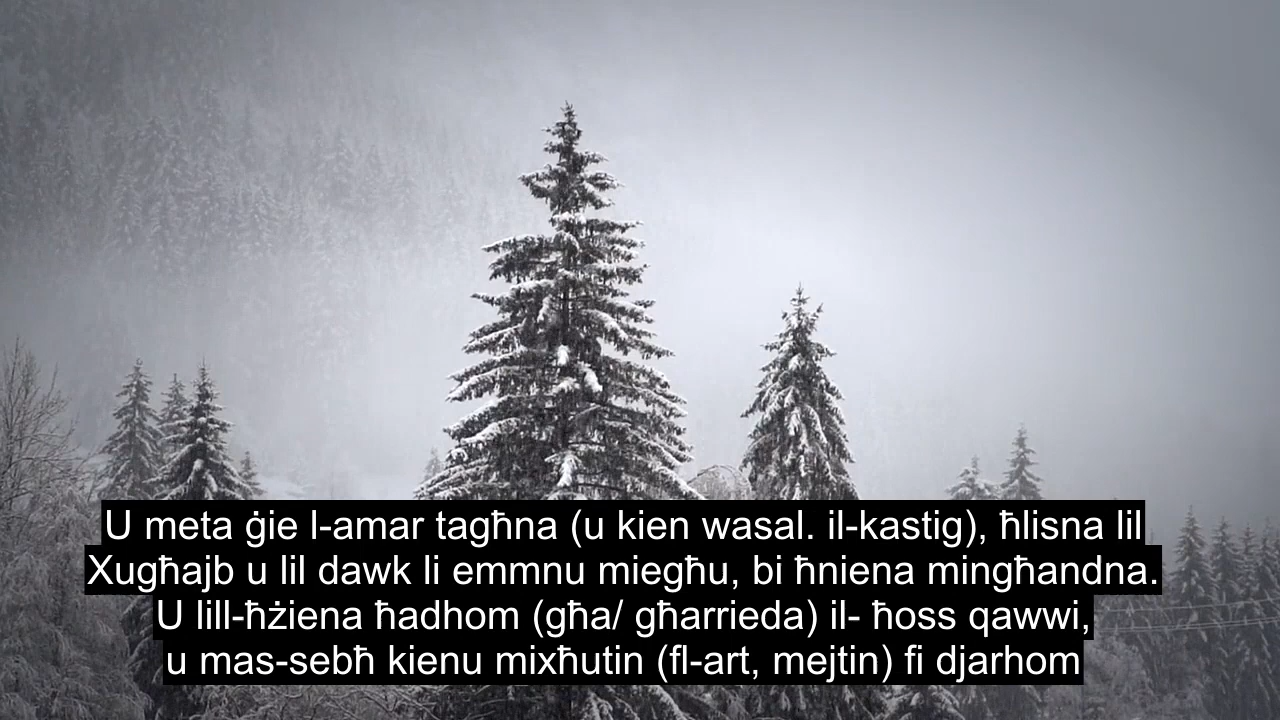 U meta ġie l-amar tagħna (u kien wasal. il-kastig), ħlisna lil
Xugħajb u lil dawk li emmnu miegħu, bi ħniena mingħandna.
U lill-ħżiena ħadhom (għa/ għarrieda) il- ħoss qawwi,
u mas-sebħ kienu mixħutin (fl-art, mejtin) fi djarhom